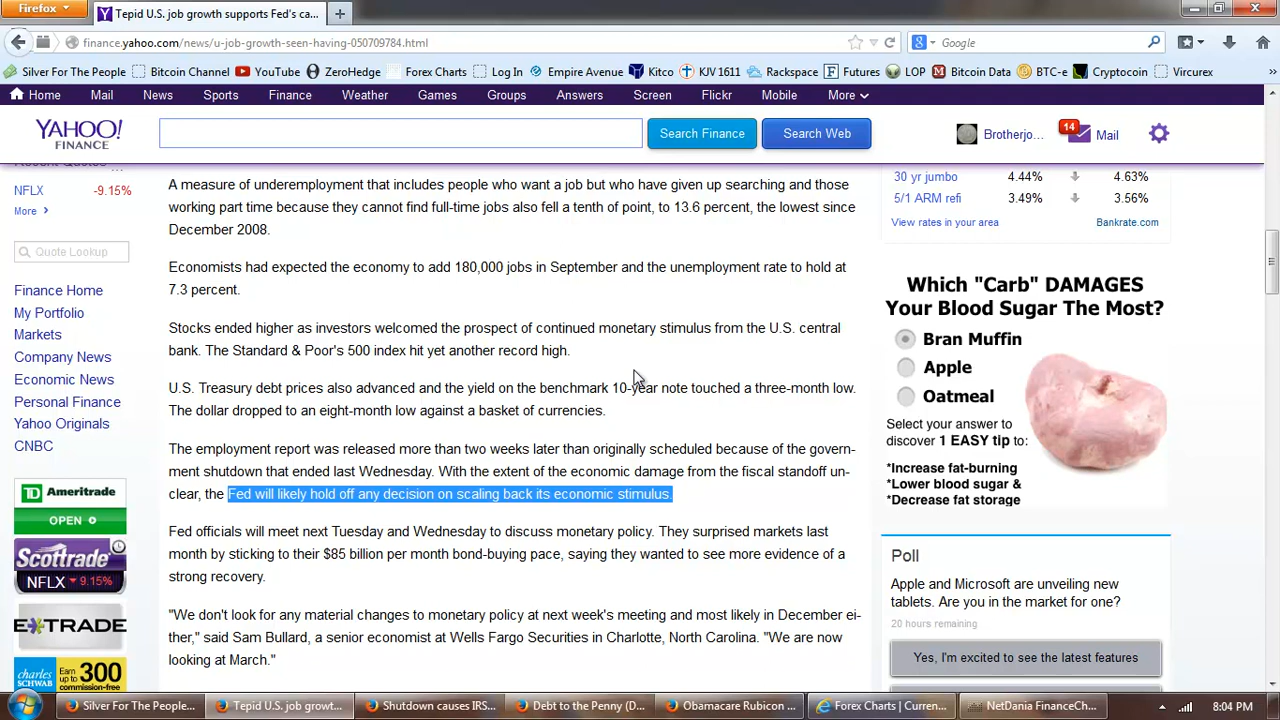 Firefox
Tepid U.S. job growth supports Fed's ca...
finance.yahoo.com/news/u-job-growth-seen-having-050709784.html
Google
Silver For The People
Bitcoin Channel
YouTube
ZeroHedge
Forex Charts
Log In
Empire Avenue
Kitco
KJV 1611
Rackspace
Futures
LOP
Bitcoin Data
BTC-e
Cryptocoin
Vircurex
Home
Mail
News
Sports
Finance
Weather
Games
Groups
Answers
Screen
Flickr
Mobile
More
YAHOO!
FINANCE
Search Finance
Search Web
Brotherjo...
14
Mail
NFLX
-9.15%
More
Quote Lookup
Finance Home
My Portfolio
Markets
Company News
Economic News
Personal Finance
Yahoo Originals
CNBC
TD Ameritrade
OPEN
Scottrade
NFLX 9.15%
E*TRADE
charles SCHWAB
Earn up to 300
commission-free
A measure of underemployment that includes people who want a job but who have given up searching and those
working part time because they cannot find full-time jobs also fell a tenth of point, to 13.6 percent, the lowest since
December 2008.
Economists had expected the economy to add 180,000 jobs in September and the unemployment rate to hold at
7.3 percent.
Stocks ended higher as investors welcomed the prospect of continued monetary stimulus from the U.S. central
bank. The Standard & Poor's 500 index hit yet another record high.
U.S. Treasury debt prices also advanced and the yield on the benchmark 10-year note touched a three-month low.
The dollar dropped to an eight-month low against a basket of currencies.
The employment report was released more than two weeks later than originally scheduled because of the govern-
ment shutdown that ended last Wednesday. With the extent of the economic damage from the fiscal standoff un-
clear, the Fed will likely hold off any decision on scaling back its economic stimulus.
Fed officials will meet next Tuesday and Wednesday to discuss monetary policy. They surprised markets last
month by sticking to their $85 billion per month bond-buying pace, saying they wanted to see more evidence of a
strong recovery.
"We don't look for any material changes to monetary policy at next week's meeting and most likely in December ei-
ther," said Sam Bullard, a senior economist at Wells Fargo Securities in Charlotte, North Carolina. "We are now
looking at March."
30 yr jumbo 4.44% 4.63%
5/1 ARM refi 3.49% 3.56%
View rates in your area
Bankrate.com
Which "Carb" DAMAGES
Your Blood Sugar The Most?
Bran Muffin
Apple
Oatmeal
Select your answer to
discover 1 EASY tip to:
*Increase fat-burning
*Lower blood sugar &
*Decrease fat storage
Poll
Apple and Microsoft are unveiling new
tablets. Are you in the market for one?
20 hours remaining
Yes, I'm excited to see the latest features
Silver For The People...
Tepid U.S. job growt...
Shutdown causes IRS...
Debt to the Penny (D...
Obamacare Rubicon ...
Forex Charts | Curren...
NetDania FinanceCh...
8:04 PM